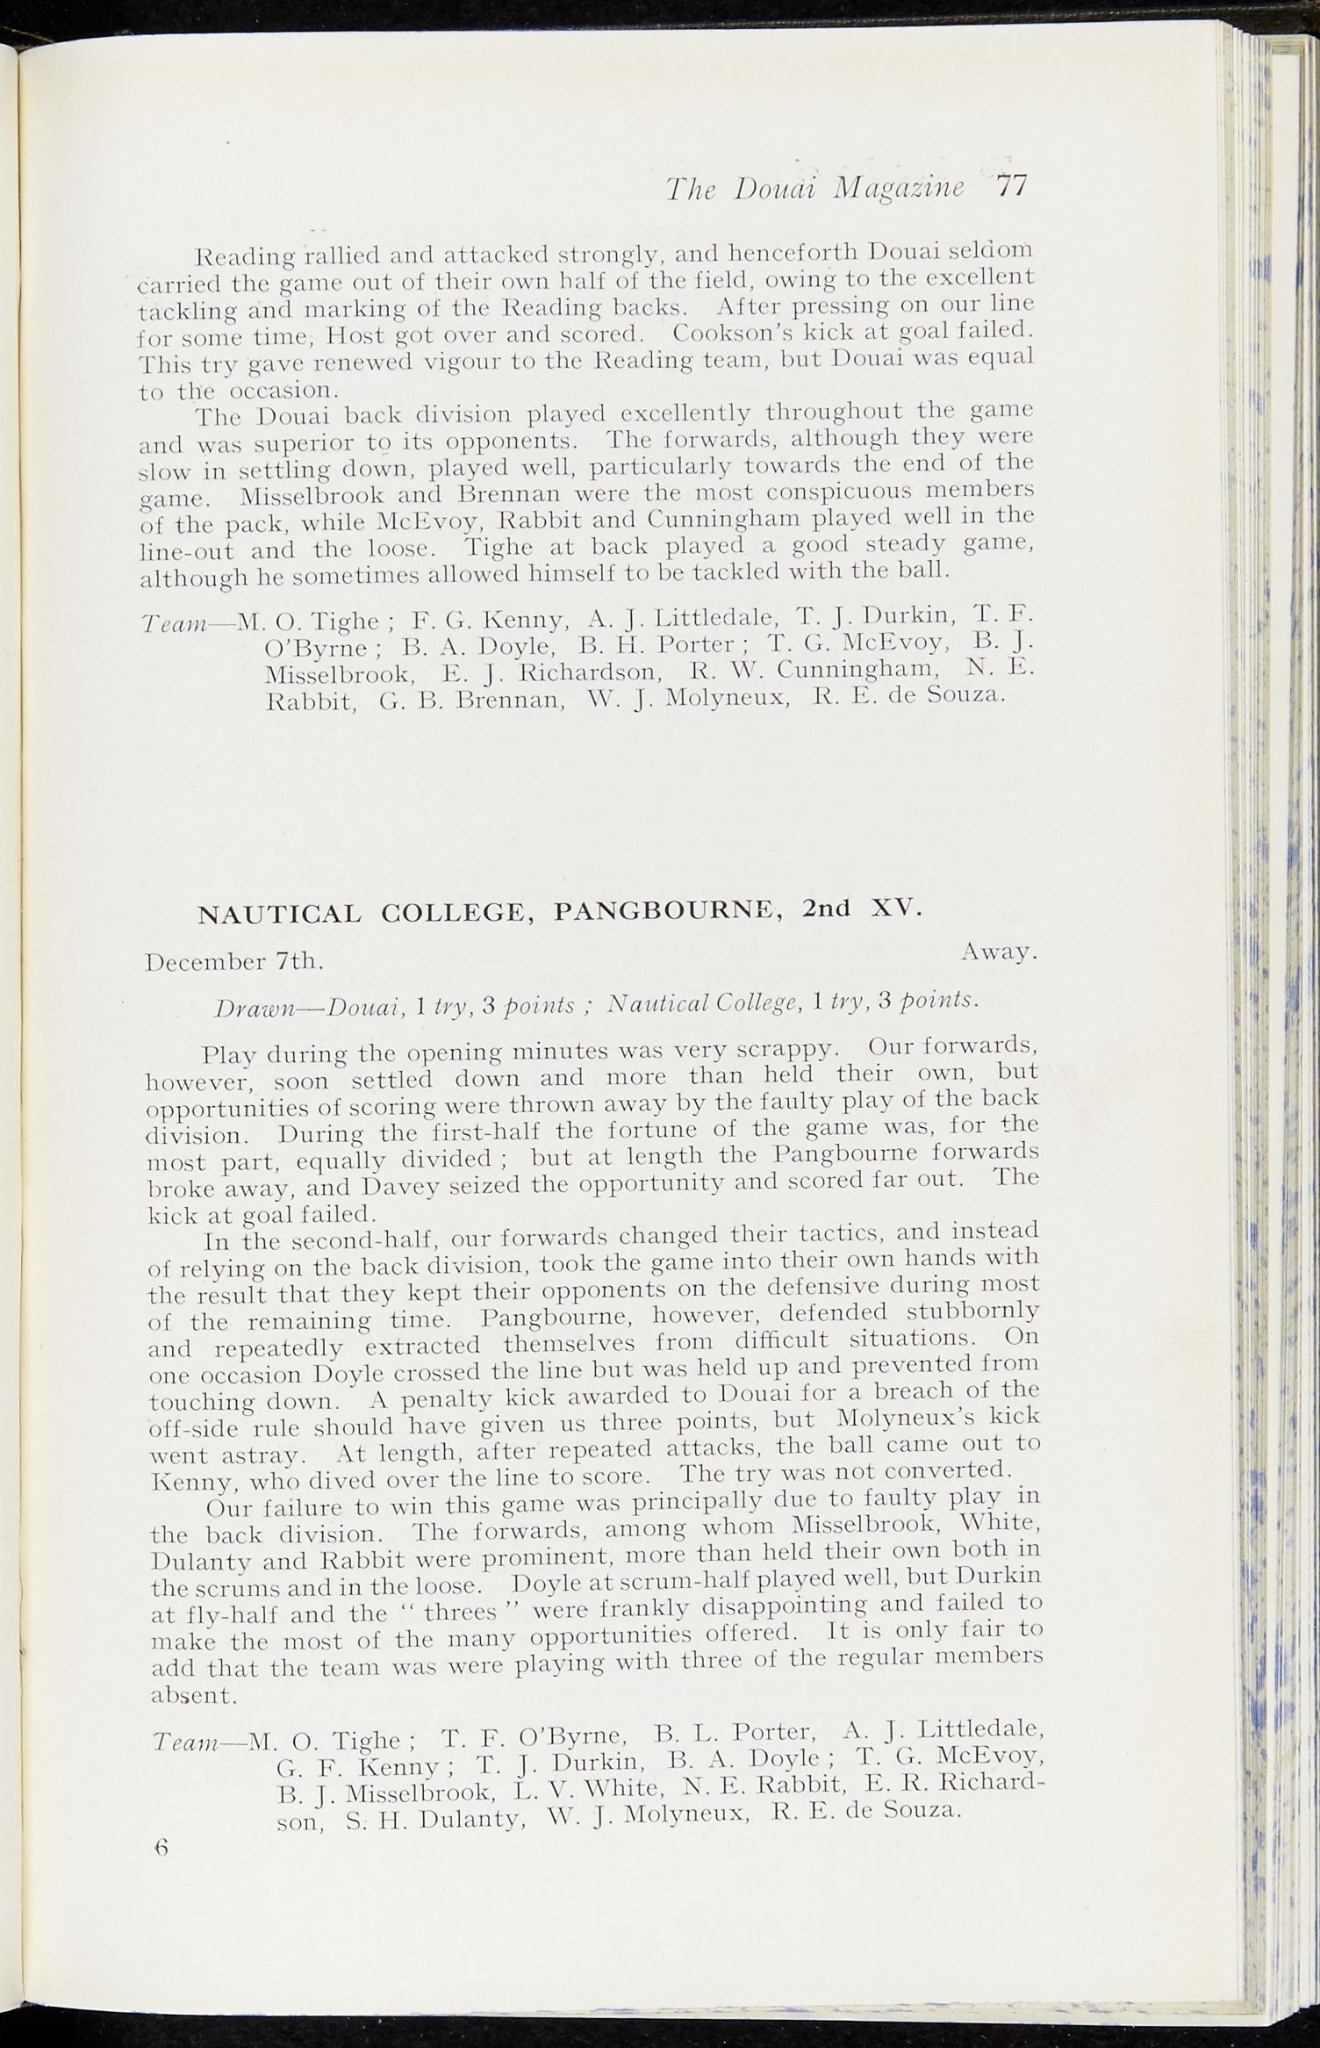 The Douai Magazine 77
Reading rallied and attacked strongly, and henceforth Douai seldom
carried the game out of their own half of the field, owing to the excellent
tackling and marking of the Reading backs. After pressing on our line
for some time, Host got over and scored. Cookson's kick at goal failed.
This try gave renewed vigour to the Reading team, but Douai was equal
to the occasion.
The Douai back division played excellently throughout the game
and was superior to its opponents. The forwards, although they were
slow in settling down, played well, particularly towards the end of the
game. Misselbrook and Brennan were the most conspicuous members
of the pack, while McEvoy, Rabbit and Cunningham played well in the
line-out and the loose. Tighe at back played a good steady game,
although he sometimes allowed himself to be tackled with the ball.
Team—M. O. Tighe ; F. G. Kenny, A. J. Littledale, T. J. Durkin, T. F.
O'Byrne ; B. A. Doyle, B. H. Porter ; T. G. McEvoy, B. J.
Misselbrook, E. J. Richardson, R. W. Cunningham, N. E.
Rabbit, G. B. Brennan, W. J. Molyneux, R. E. de Souza.
NAUTICAL COLLEGE, PANGBOURNE, 2nd XV.
December 7th. Away.
Drawn—Douai, 1 try, 3 points ; Nautical College, 1 try, 3 points.
Play during the opening minutes was very scrappy. Our forwards,
however, soon settled down and more than held their own, but
opportunities of scoring were thrown away by the faulty play of the back
division. During the first-half the fortune of the game was, for the
most part, equally divided ; but at length the Pangbourne forwards
broke away, and Davey seized the opportunity and scored far out. The
kick at goal failed.
In the second-half, our forwards changed their tactics, and instead
of relying on the back division, took the game into their own hands with
the result that they kept their opponents on the defensive during most
of the remaining time. Pangbourne, however, defended stubbornly
and repeatedly extracted themselves from difficult situations. On
one occasion Doyle crossed the line but was held up and prevented from
touching down. A penalty kick awarded to Douai for a breach of the
off-side rule should have given us three points, but Molyneux's kick
went astray. At length, after repeated attacks, the ball came out to
Kenny, who dived over the line to score. The try was not converted.
Our failure to win this game was principally due to faulty play in
the back division. The forwards, among whom Misselbrook, White,
Dulanty and Rabbit were prominent, more than held their own both in
the scrums and in the loose. Doyle at scrum-half played well, but Durkin
at fly-half and the " threes " were frankly disappointing and failed to
make the most of the many opportunities offered. It is only fair to
add that the team was were playing with three of the regular members
absent.
Team—M. O. Tighe ; T. F. O'Byrne, B. L. Porter, A. J. Littledale,
G. F. Kenny ; T. J. Durkin, B. A. Doyle ; T. G. McEvoy,
B. J. Misselbrook, L. V. White, N. E. Rabbit, E. R. Richard-
son, S. H. Dulanty, W. J. Molyneux, R. E. de Souza.
6